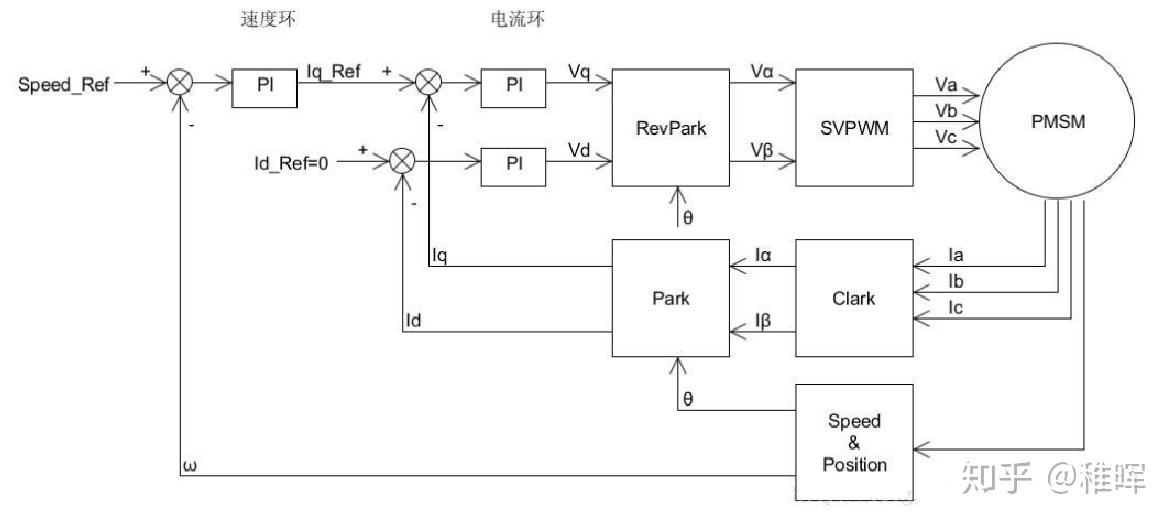 速度环
电流环
Speed_Ref
+
-
PI
Iq_Ref
+
-
PI
Vq
RevPark
Vα
SVPWM
Va
Vb
Vc
PMSM
Id_Ref=0
+
-
PI
Vd
Vβ
θ
Iq
Id
Park
Iα
Iβ
Clark
Ia
Ib
Ic
θ
Speed
&
Position
ω
知乎 @稚晖